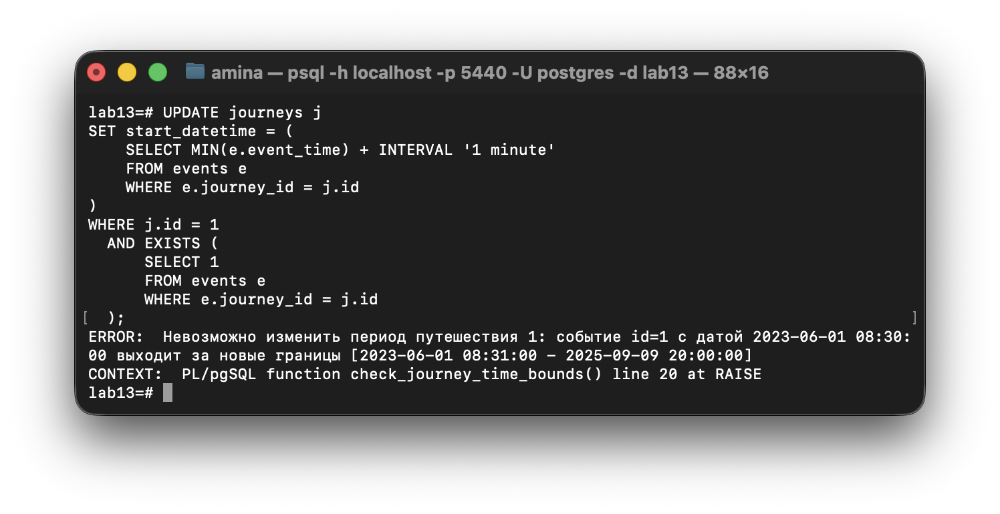 amina — psql -h localhost -p 5440 -U postgres -d lab13 — 88×16
lab13=# UPDATE journeys j
SET start_datetime = (
    SELECT MIN(e.event_time) + INTERVAL '1 minute'
    FROM events e
    WHERE e.journey_id = j.id
)
WHERE j.id = 1
  AND EXISTS (
      SELECT 1
      FROM events e
      WHERE e.journey_id = j.id
[  );                                                                                     ]
ERROR:  Невозможно изменить период путешествия 1: событие id=1 с датой 2023-06-01 08:30:
00 выходит за новые границы [2023-06-01 08:31:00 – 2025-09-09 20:00:00]
CONTEXT:  PL/pgSQL function check_journey_time_bounds() line 20 at RAISE
lab13=#